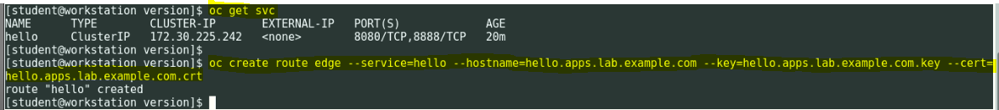 [student@workstation version]$ oc get svc
NAME      TYPE        CLUSTER-IP       EXTERNAL-IP   PORT(S)             AGE
hello     ClusterIP   172.30.225.242   <none>        8080/TCP,8888/TCP   20m
[student@workstation version]$
[student@workstation version]$ oc create route edge --service=hello --hostname=hello.apps.lab.example.com --key=hello.apps.lab.example.com.key --cert=
hello.apps.lab.example.com.crt
route "hello" created
[student@workstation version]$